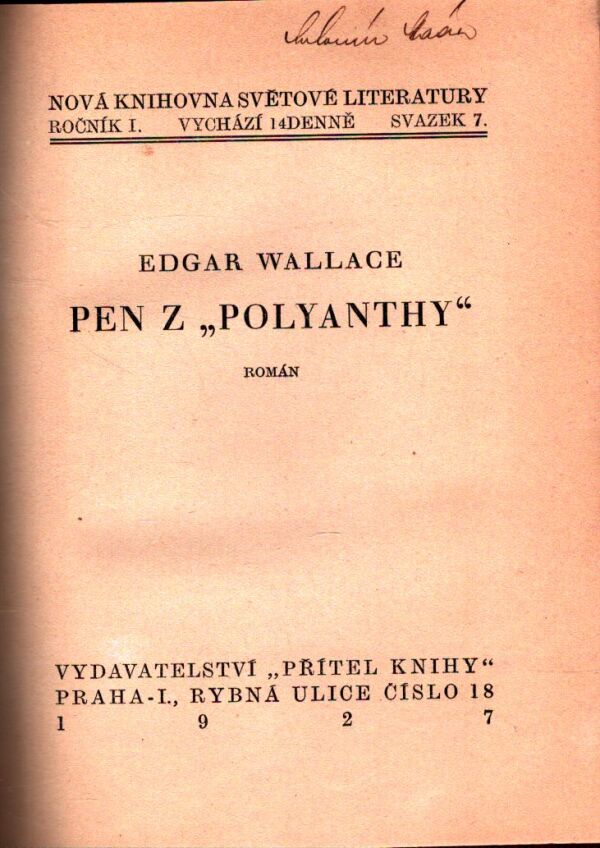 NOVÁ KNIHOVNA SVĚTOVÉ LITERATURY
ROČNÍK I. VYCHÁZÍ 14DENNĚ SVAZEK 7.
EDGAR WALLACE
PEN Z „POLYANTHY“
ROMÁN
VYDAVATELSTVÍ „PŘÍTEL KNIHY“
PRAHA-I., RYBNÁ ULICE ČÍSLO 18
1 9 2 7